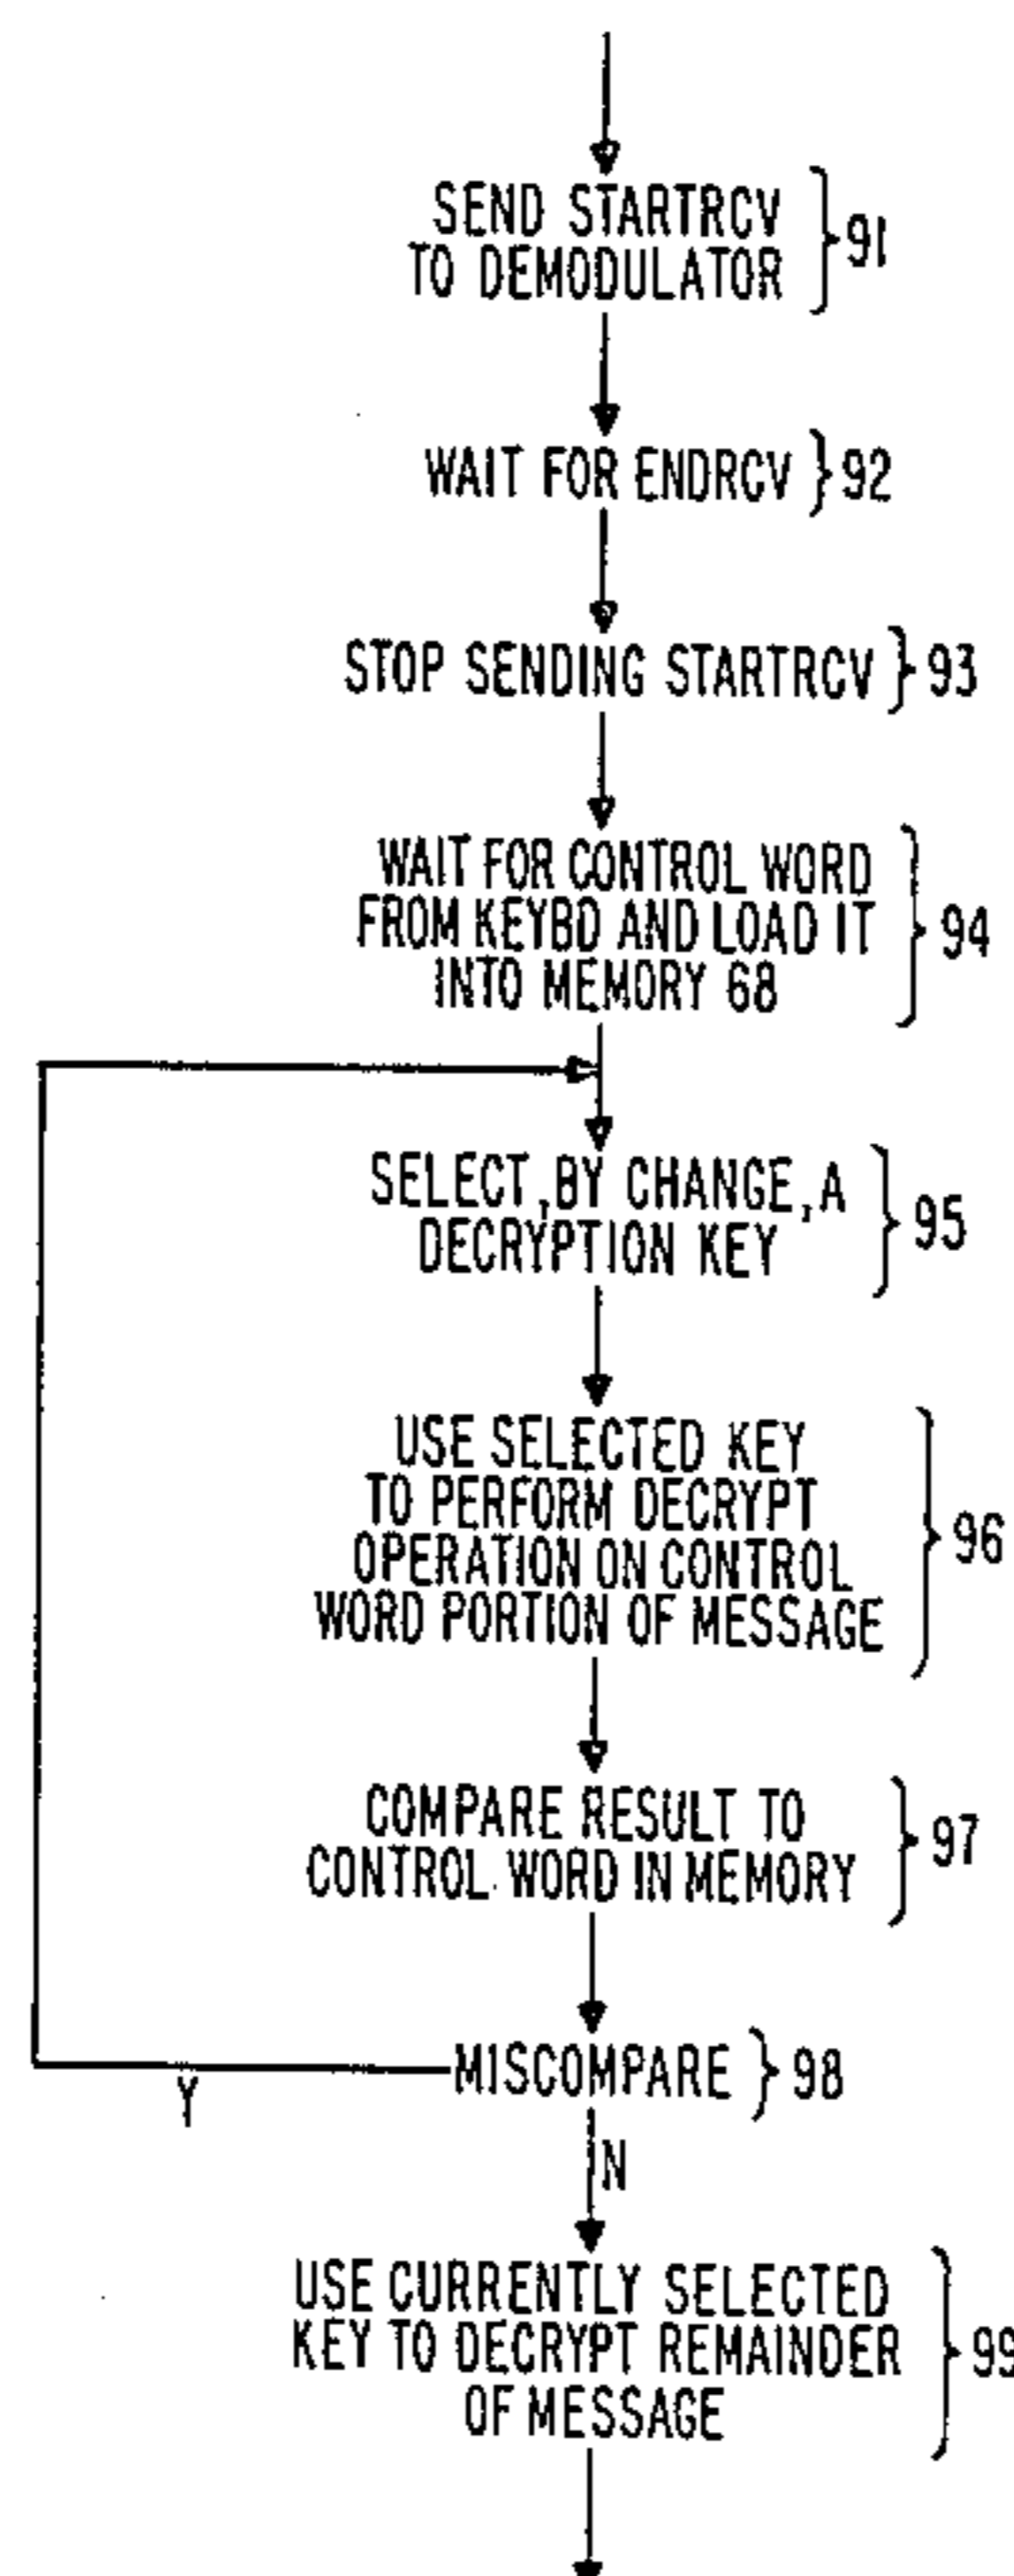 SEND STARTRCV
TO DEMODULATOR
91
WAIT FOR ENDRCV
92
STOP SENDING STARTRCV
93
WAIT FOR CONTROL WORD
FROM KEYBD AND LOAD IT
INTO MEMORY 68
94
SELECT, BY CHANGE, A
DECRYPTION KEY
95
USE SELECTED KEY
TO PERFORM DECRYPT
OPERATION ON CONTROL
WORD PORTION OF MESSAGE
96
COMPARE RESULT TO
CONTROL WORD IN MEMORY
97
MISCOMPARE
98
Y
N
USE CURRENTLY SELECTED
KEY TO DECRYPT REMAINDER
OF MESSAGE
99